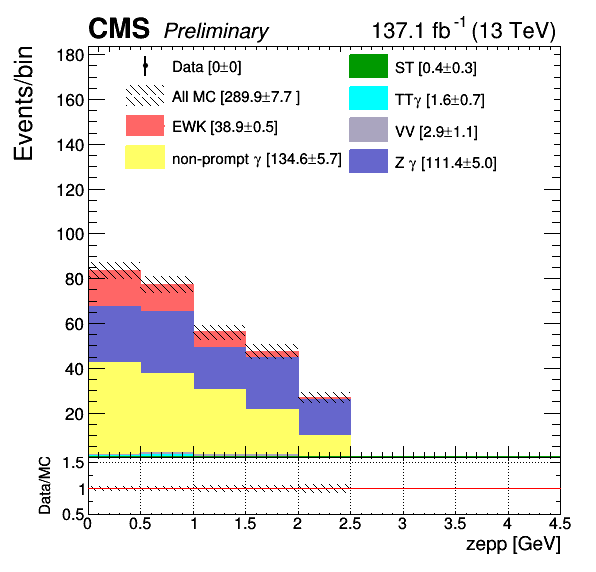 CMS Preliminary 137.1 fb⁻¹ (13 TeV)
Events/bin
180
160
140
120
100
80
60
40
20
Data [0±0]
All MC [289.9±7.7 ]
EWK [38.9±0.5]
non-prompt γ [134.6±5.7]
ST [0.4±0.3]
TTγ [1.6±0.7]
VV [2.9±1.1]
Z γ [111.4±5.0]
Data/MC
1.5
1
0.5
0 0.5 1 1.5 2 2.5 3 3.5 4 4.5
zepp [GeV]